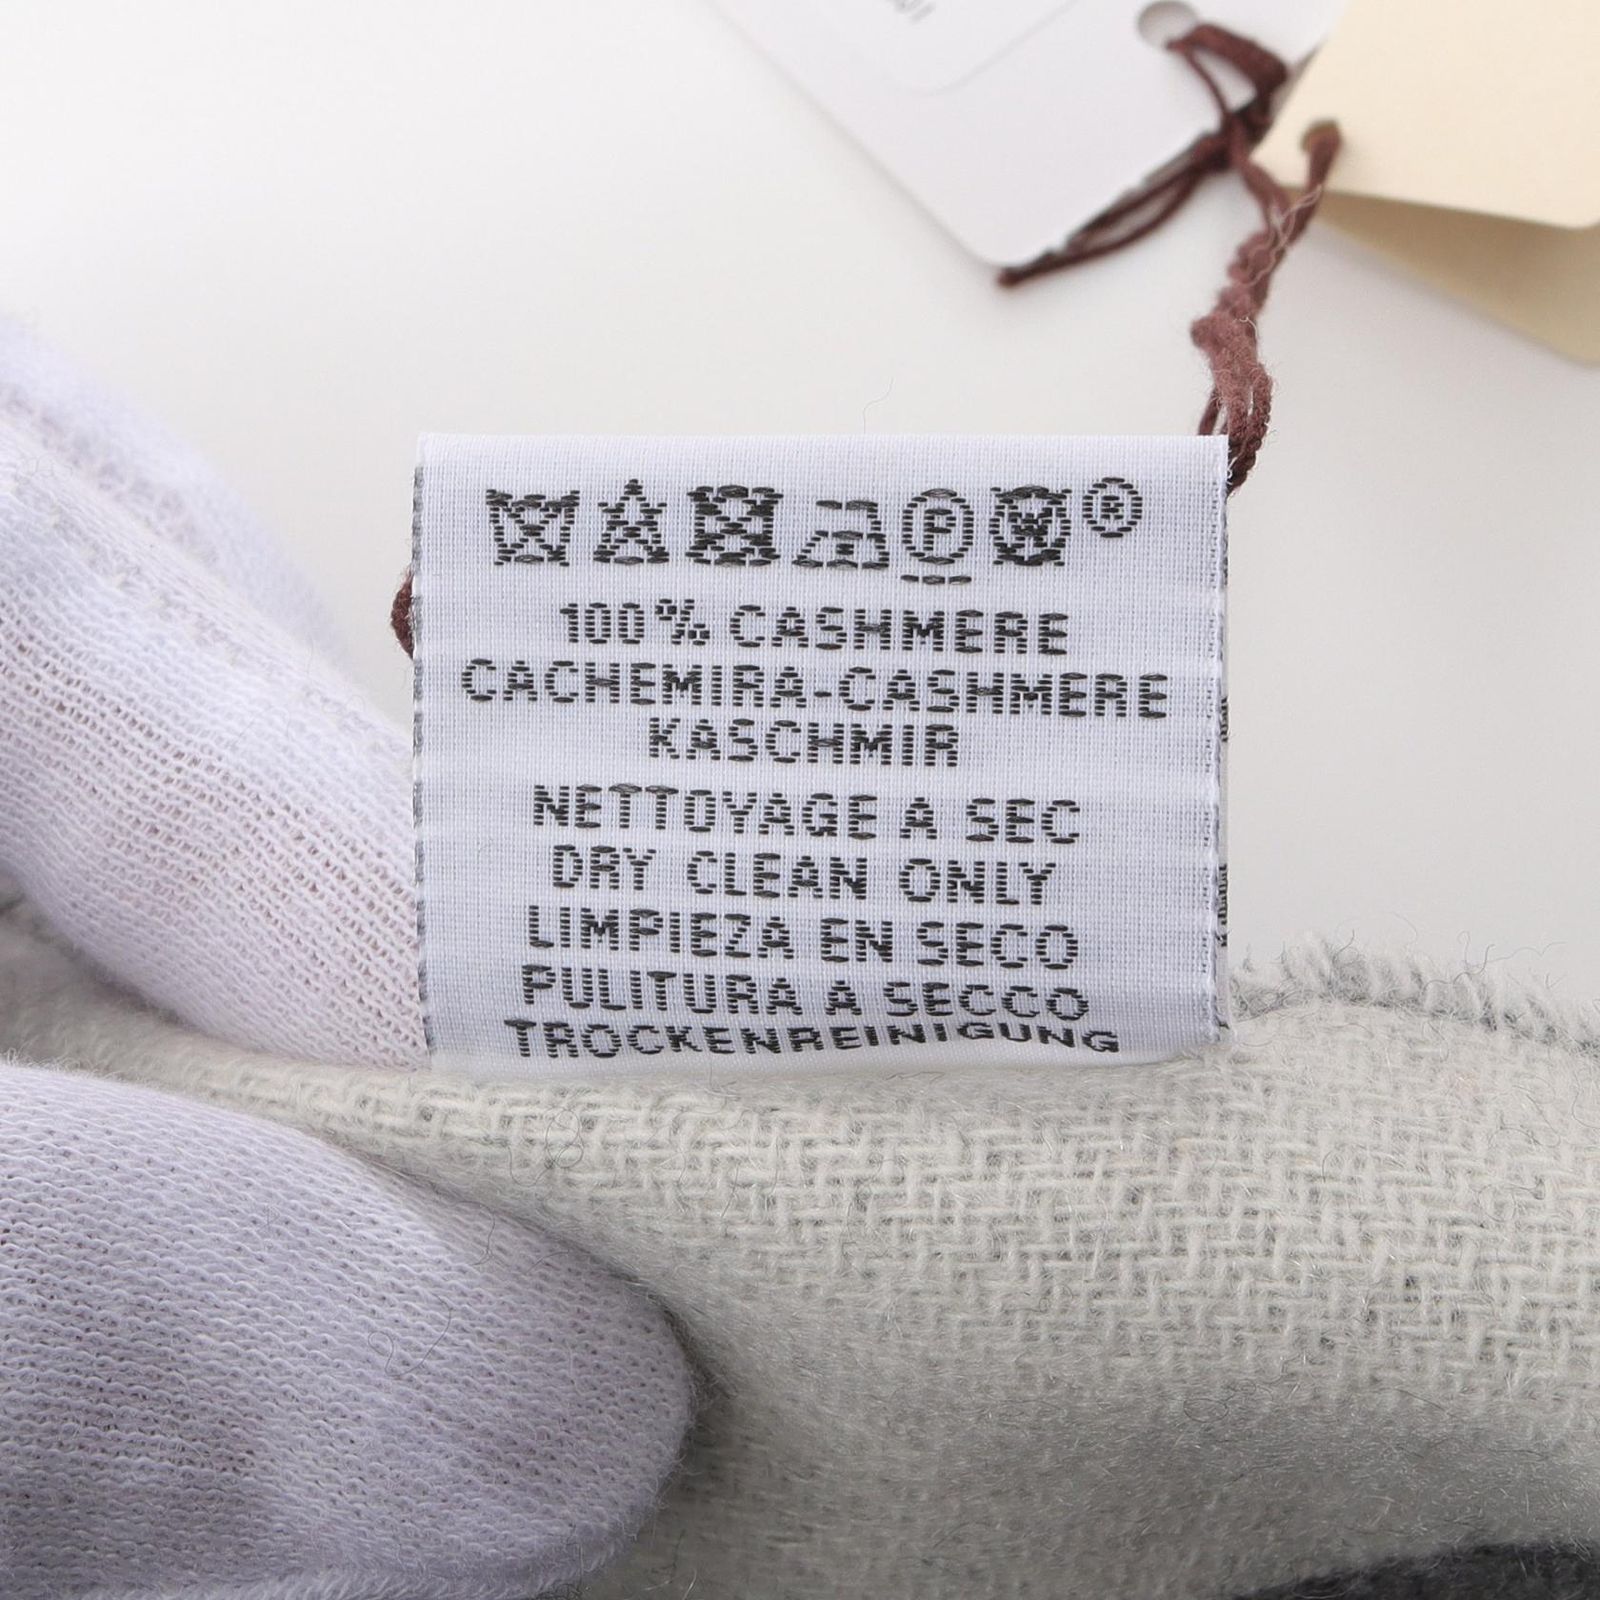 P W ®
100% CASHMERE
CACHEMIRA-CASHMERE
KASCHMIR
NETTOYAGE A SEC
DRY CLEAN ONLY
LIMPIEZA EN SECO
PULITURA A SECCO
TROCKENREINIGUNG